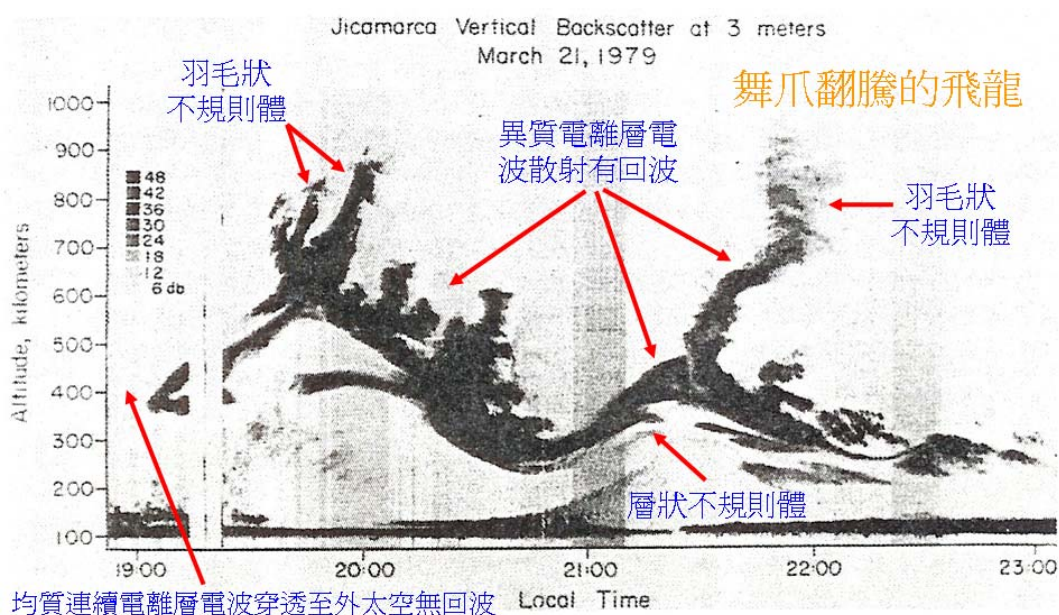 Jicamarca Vertical Backscatter at 3 meters
March 21, 1979
舞爪翻騰的飛龍
羽毛狀
不規則體
異質電離層電
波散射有回波
羽毛狀
不規則體
層狀不規則體
均質連續電離層電波穿透至外太空無回波
Altitude, kilometers
1000
900
800
700
600
500
400
300
200
100
48
42
36
30
24
18
12
6 db
19:00
20:00
21:00
22:00
23:00
Local Time